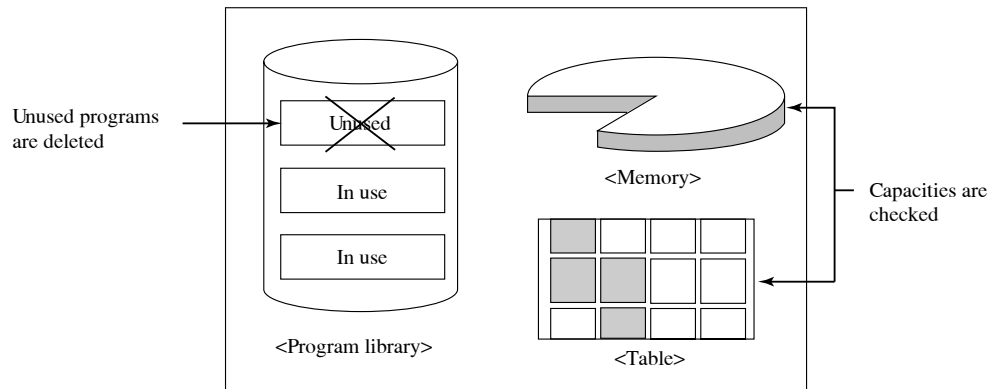 Unused programs
are deleted
Unused
In use
In use
<Program library>
<Memory>
<Table>
Capacities are
checked